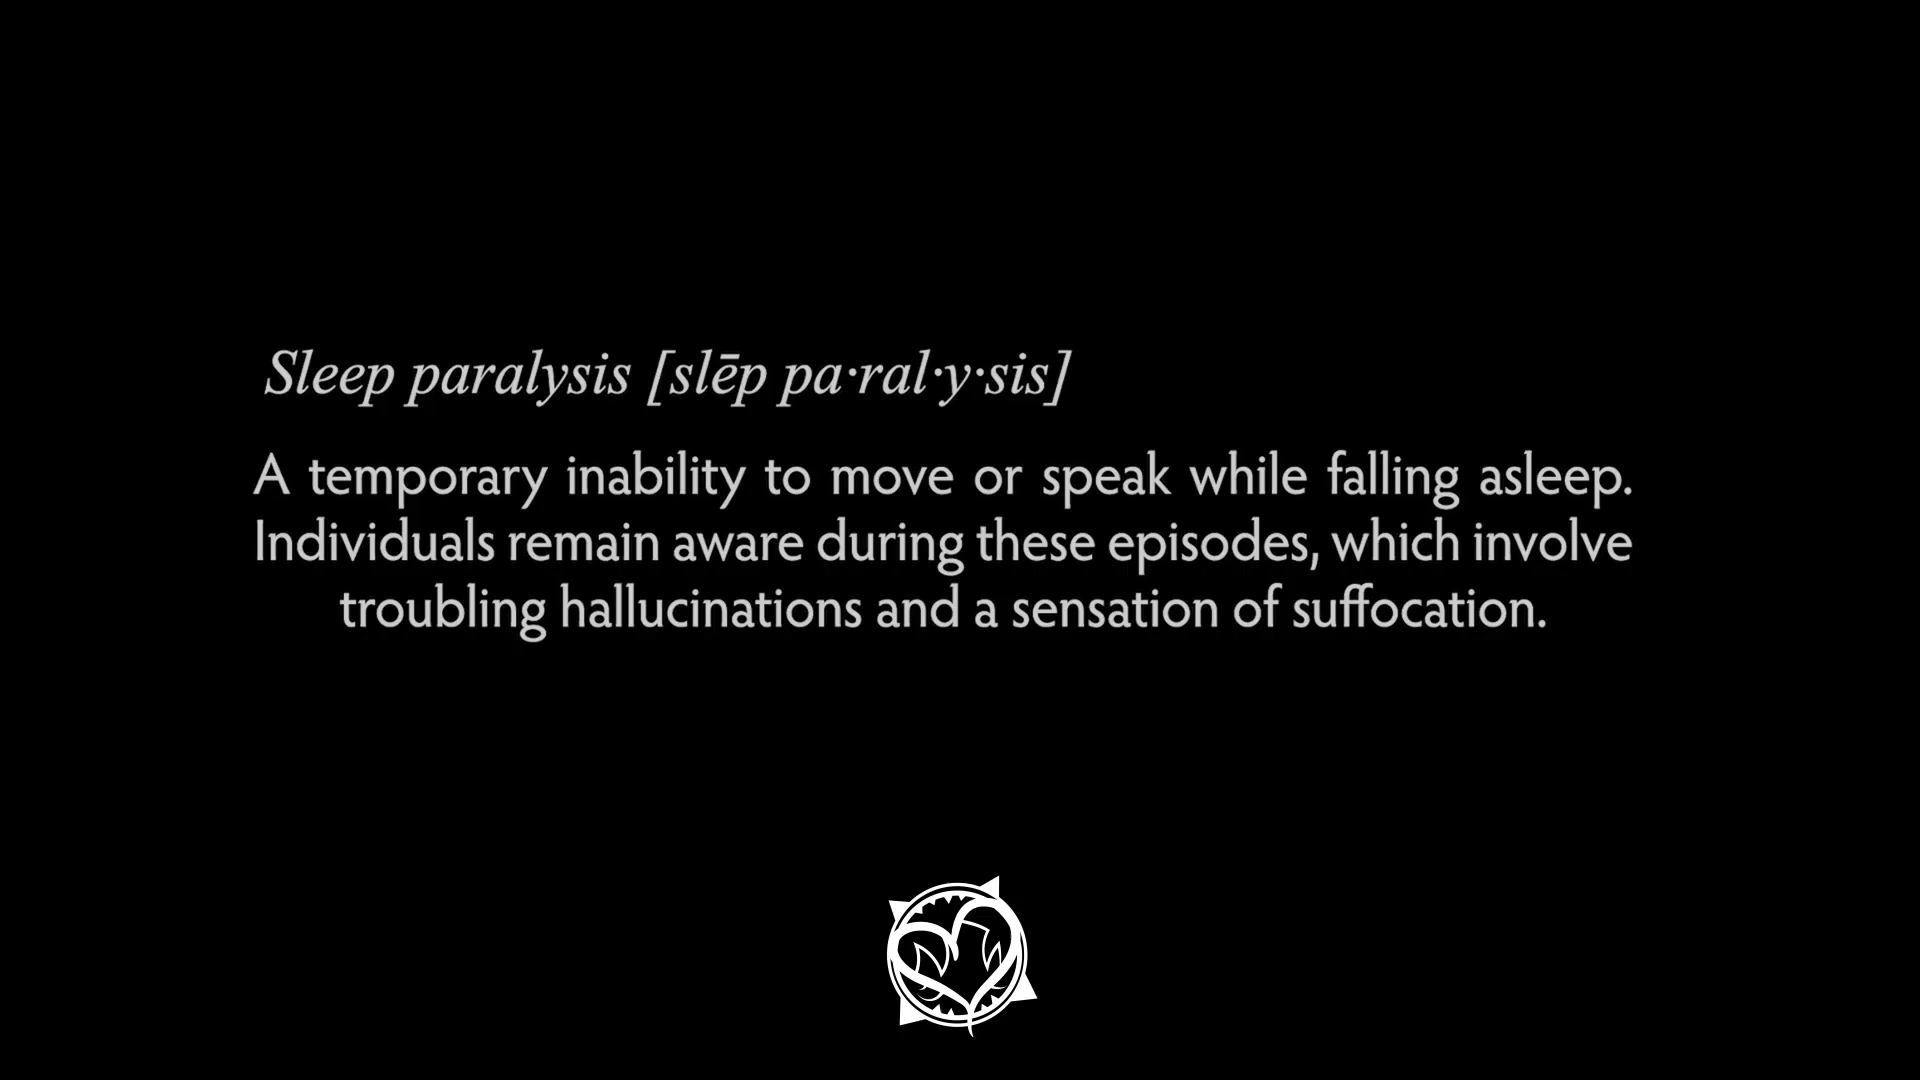 Sleep paralysis [slēp pa·ral·y·sis]
A temporary inability to move or speak while falling asleep.
Individuals remain aware during these episodes, which involve
troubling hallucinations and a sensation of suffocation.